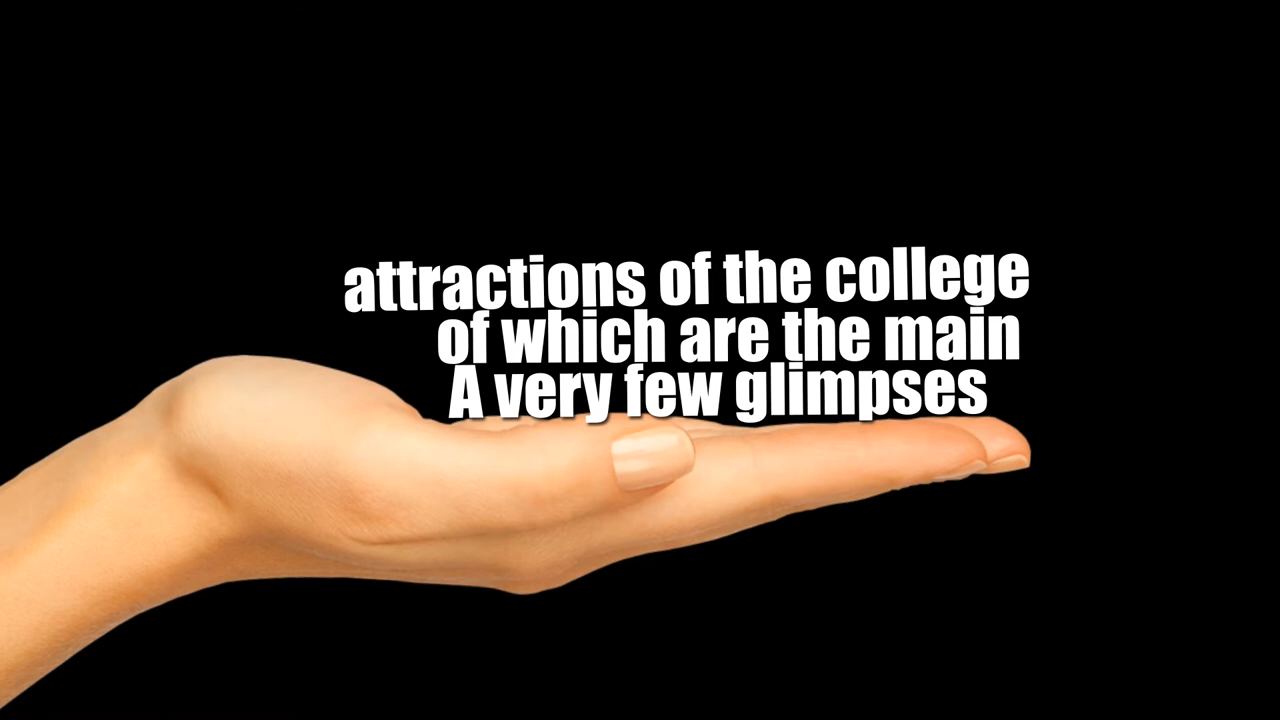 attractions of the college
of which are the main
A very few glimpses